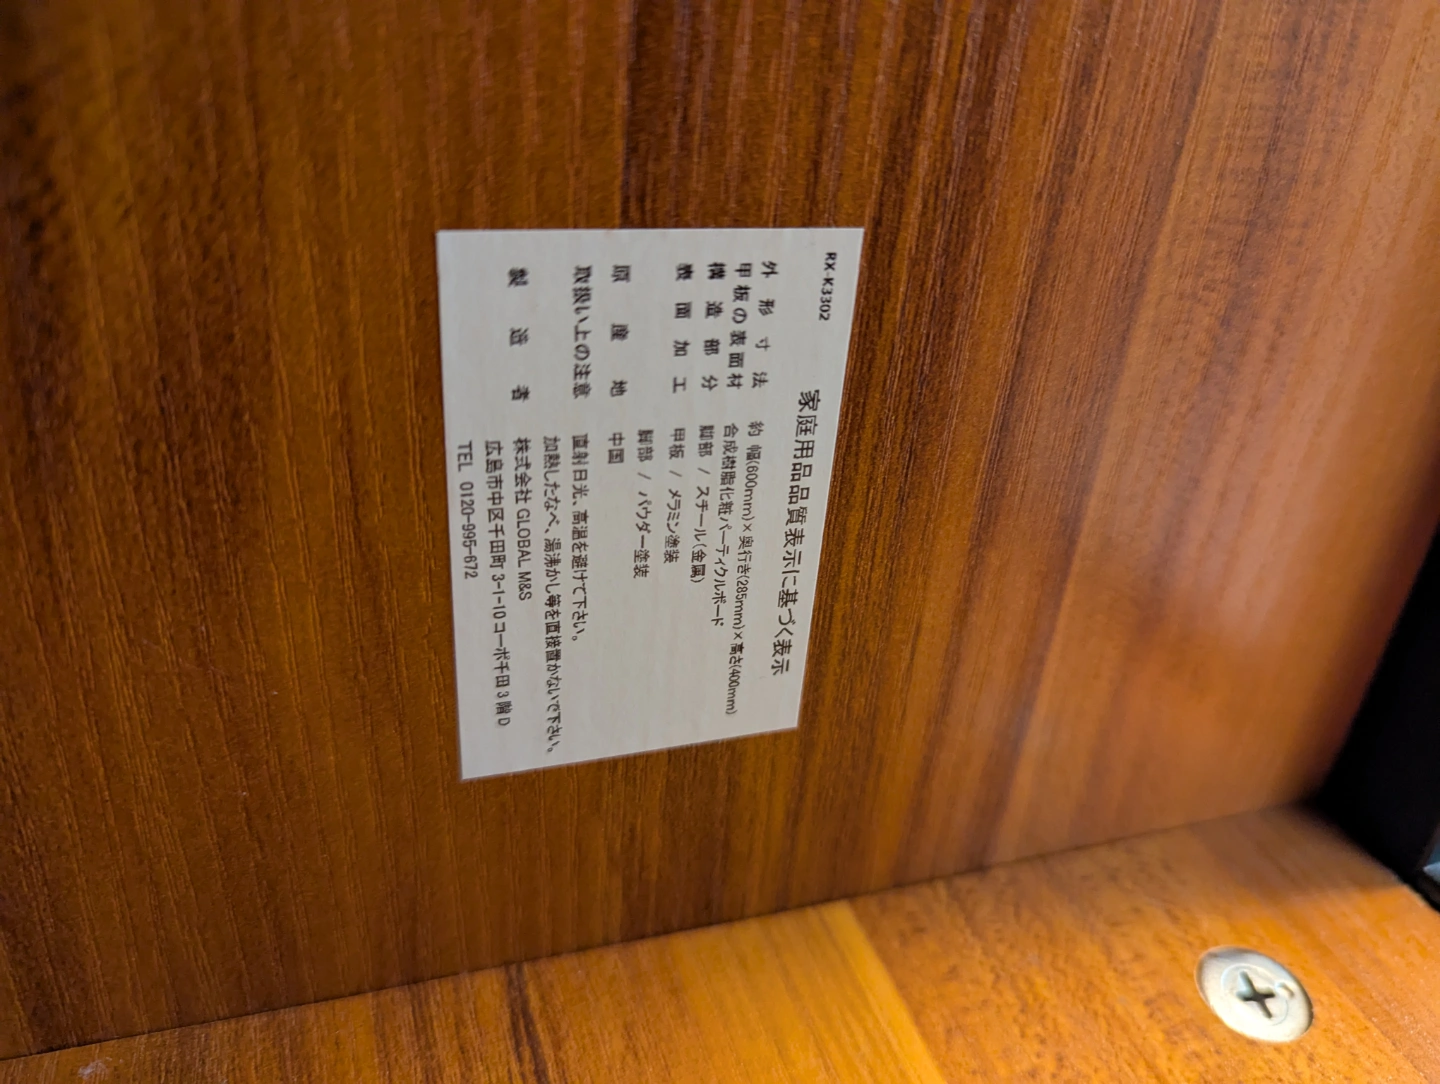 RX-K3302
家庭用品品質表示に基づく表示
外形寸法 約 幅(600mm)×奥行き(285mm)×高さ(400mm)
甲板の表面材 合成樹脂化粧パーティクルボード
構造部分 脚部 / スチール(金属)
表面加工 甲板 / メラミン塗装
脚部 / パウダー塗装
原産地 中国
取扱い上の注意 直射日光、高温を避けて下さい。
加熱したなべ、湯沸かし等を直接置かないで下さい。
製造者 株式会社 GLOBAL M&S
広島市中区千田町 3-1-10コーポ千田 3 階 D
TEL 0120-995-672